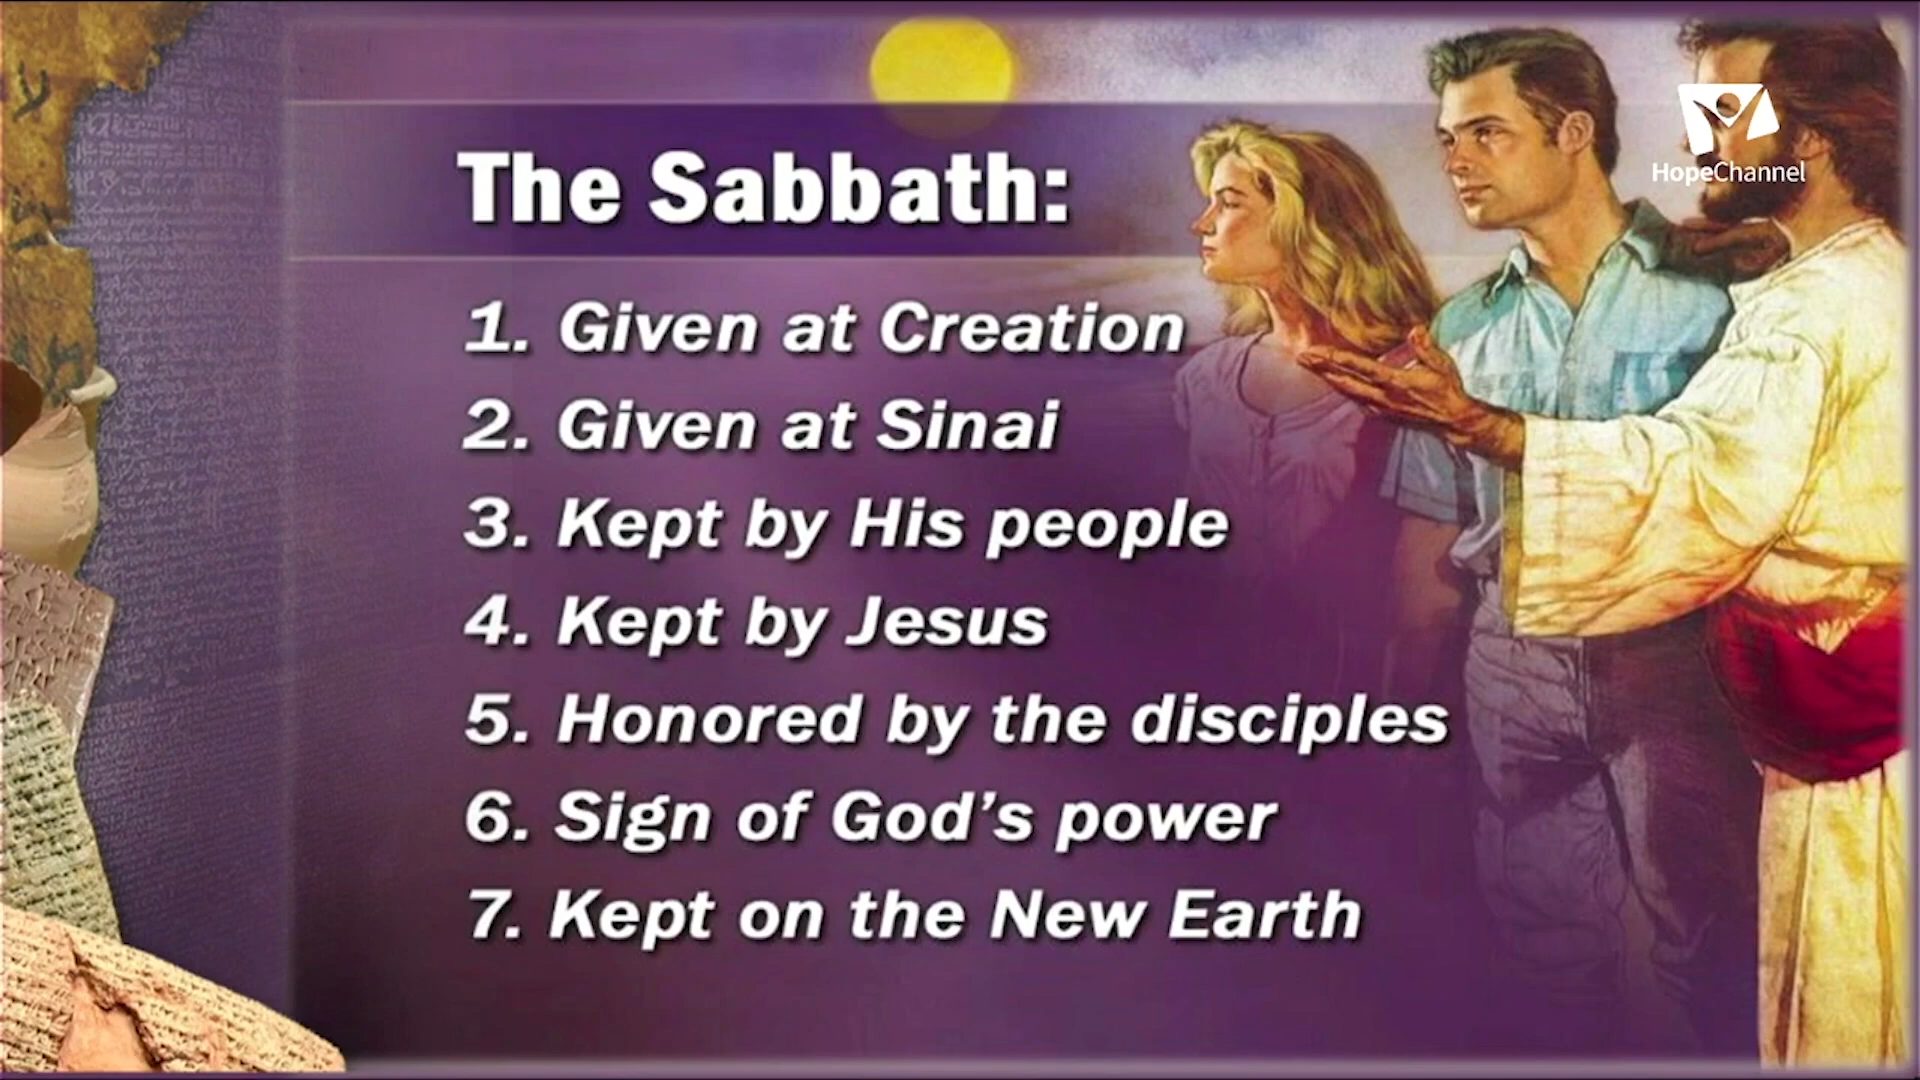 HopeChannel
The Sabbath:
1. Given at Creation
2. Given at Sinai
3. Kept by His people
4. Kept by Jesus
5. Honored by the disciples
6. Sign of God’s power
7. Kept on the New Earth